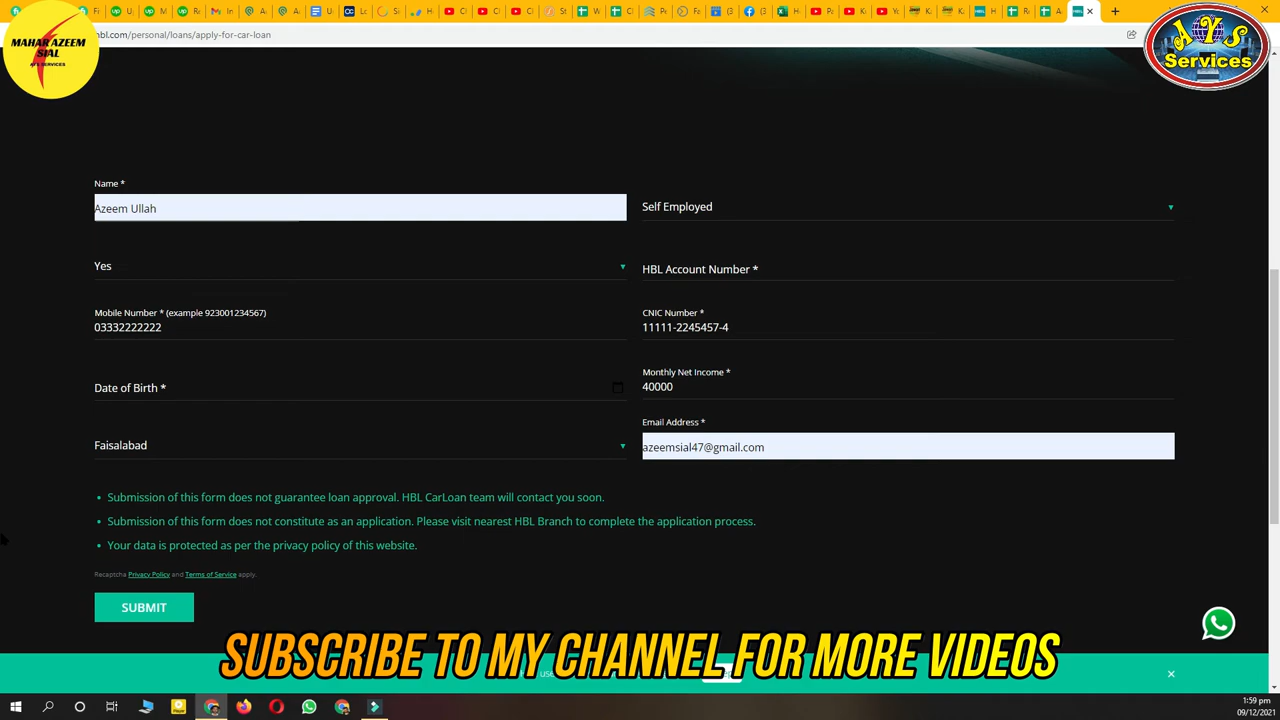 MAHAR AZEEM
SIAL
AYS SERVICES
AYS
Services
bl.com/personal/loans/apply-for-car-loan
Name *
Azeem Ullah
Self Employed
Yes
HBL Account Number *
Mobile Number * (example 923001234567)
03332222222
CNIC Number *
11111-2245457-4
Date of Birth *
Monthly Net Income *
40000
Faisalabad
Email Address *
azeemsial47@gmail.com
• Submission of this form does not guarantee loan approval. HBL CarLoan team will contact you soon.
• Submission of this form does not constitute as an application. Please visit nearest HBL Branch to complete the application process.
• Your data is protected as per the privacy policy of this website.
Recaptcha Privacy Policy and Terms of Service apply.
SUBMIT
SUBSCRIBE TO MY CHANNEL FOR MORE VIDEOS
1:59 pm
09/12/2021